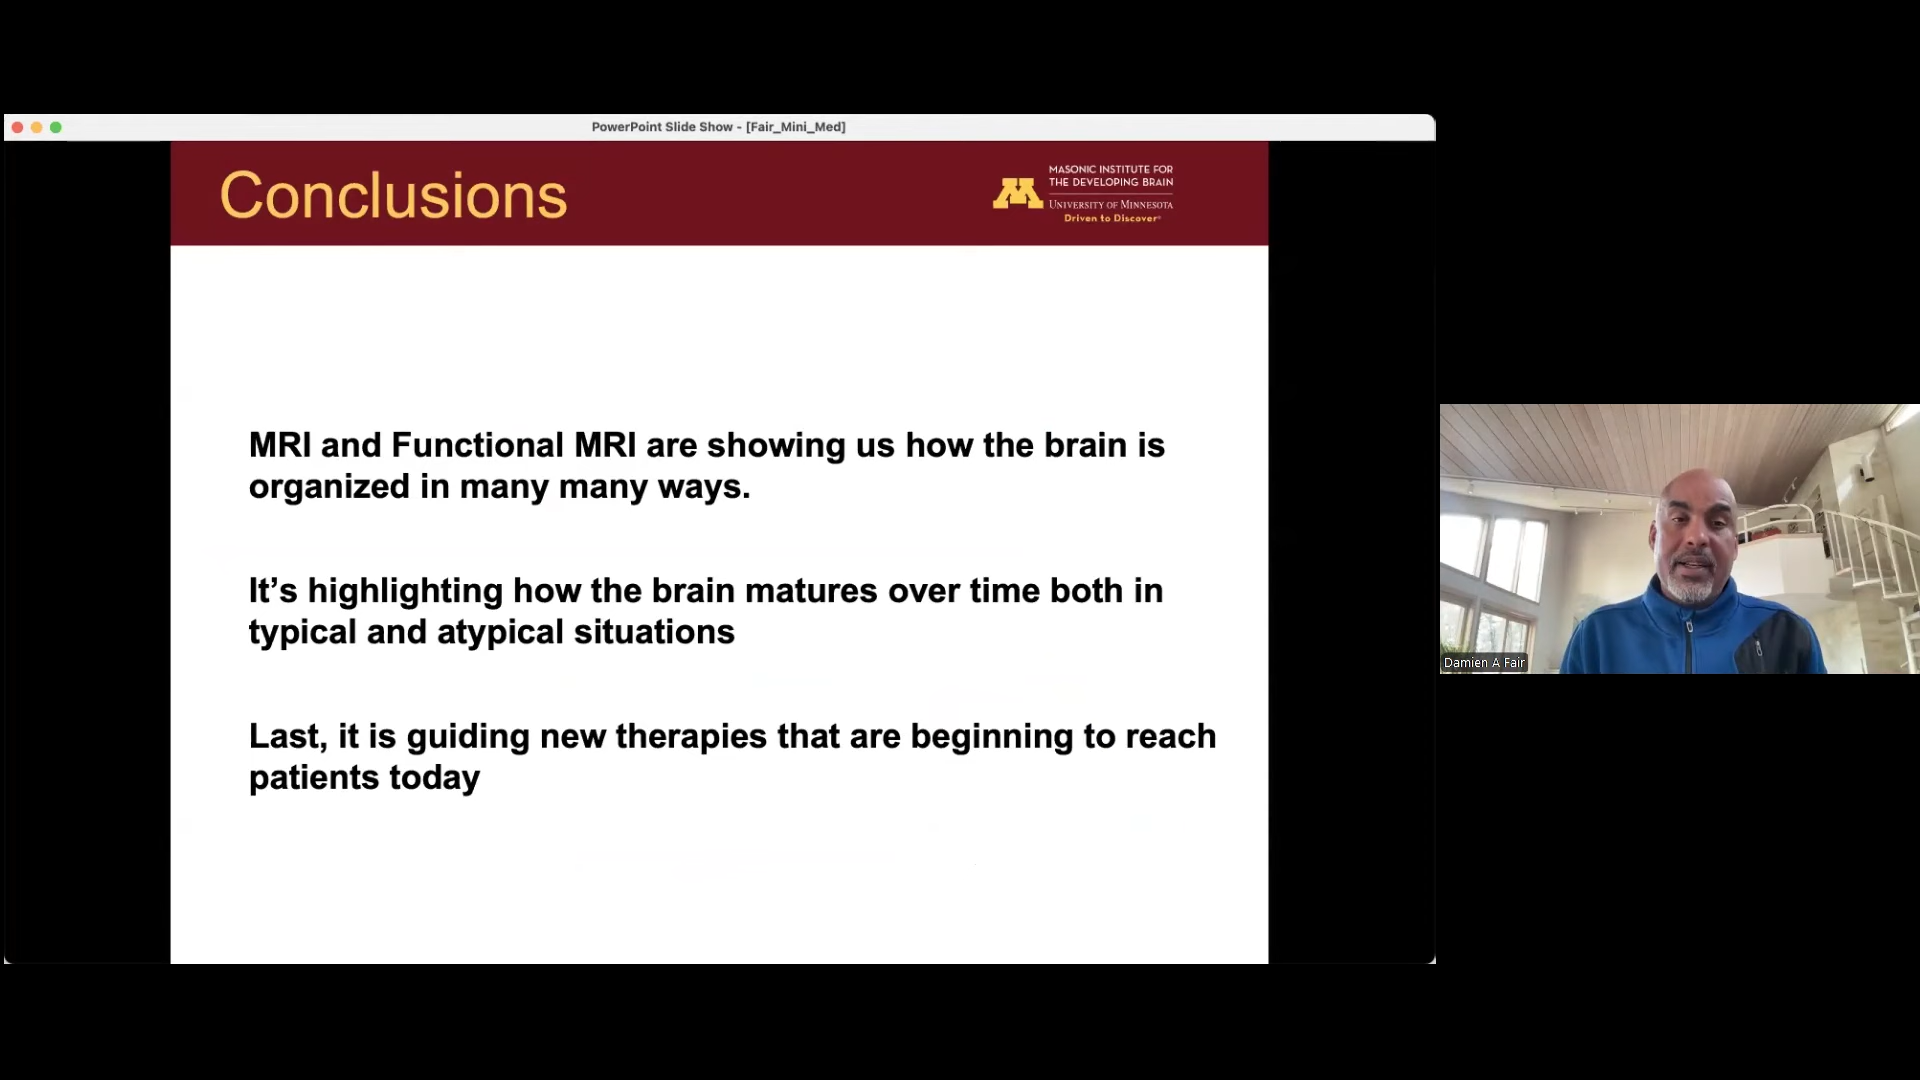 PowerPoint Slide Show - [Fair_Mini_Med]
Conclusions
MASONIC INSTITUTE FOR
THE DEVELOPING BRAIN
UNIVERSITY OF MINNESOTA
Driven to Discover®
MRI and Functional MRI are showing us how the brain is
organized in many many ways.
It’s highlighting how the brain matures over time both in
typical and atypical situations
Last, it is guiding new therapies that are beginning to reach
patients today
Damien A Fair